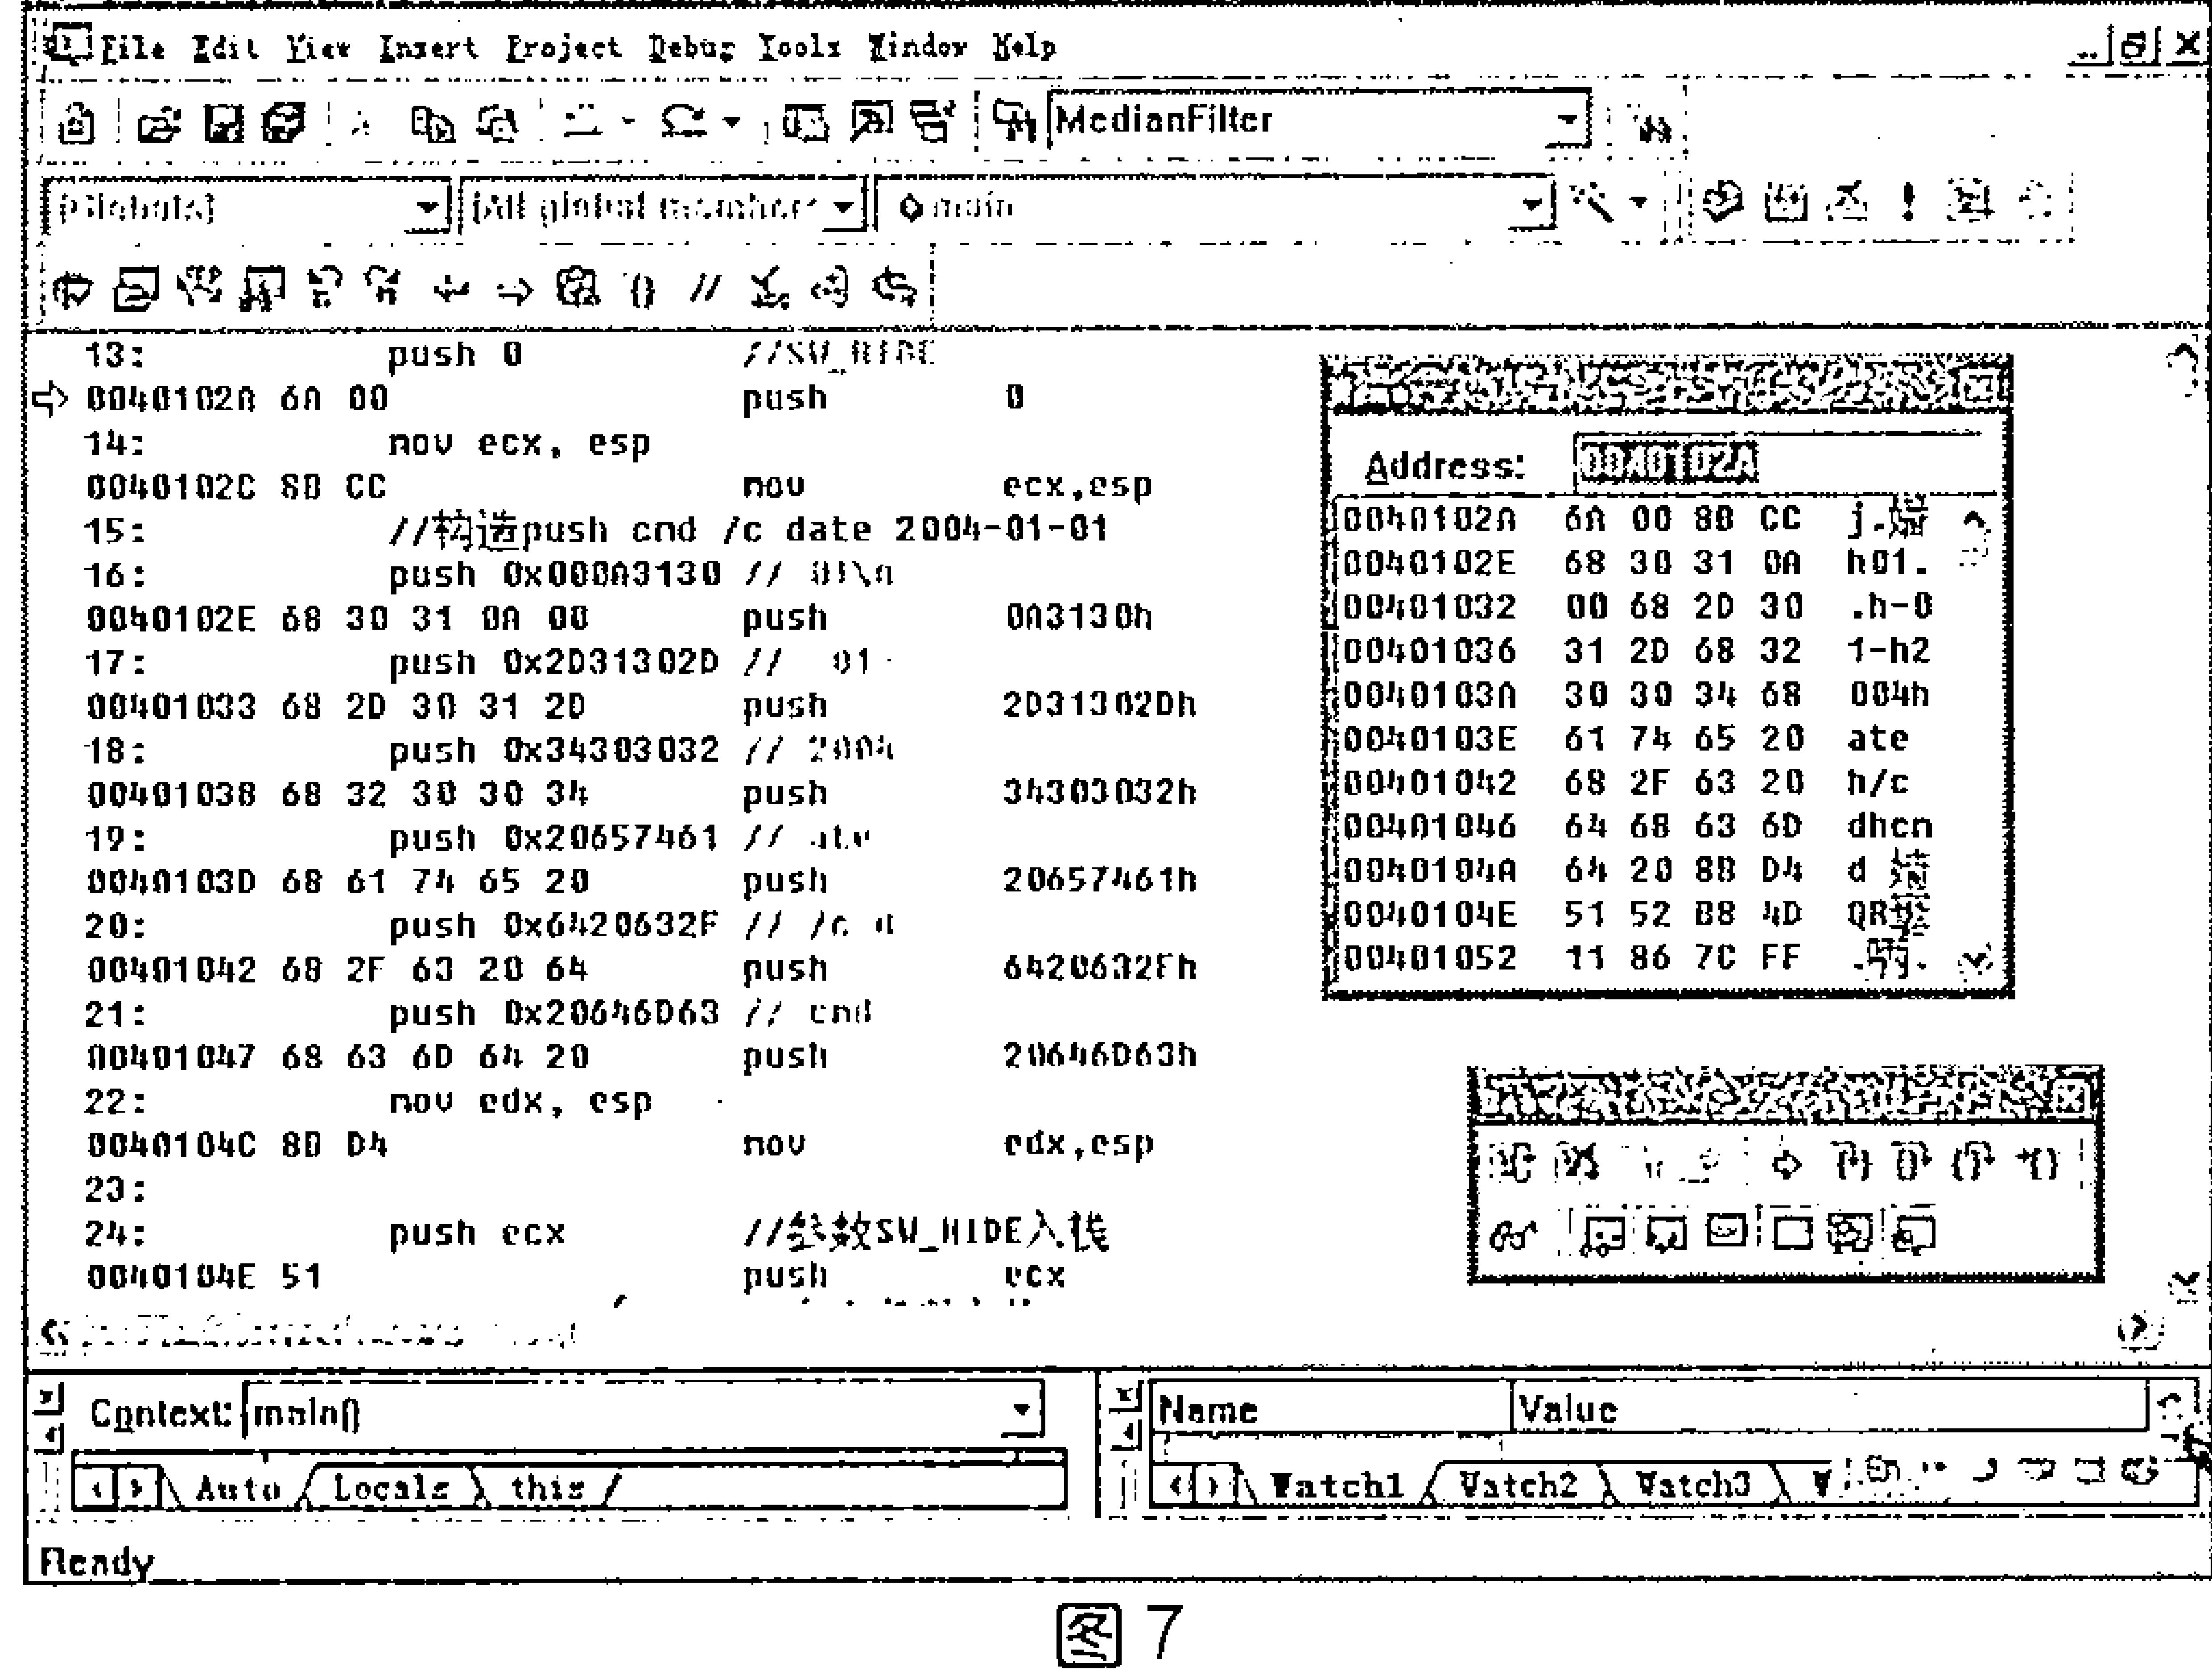 File Edit View Insert Project Debug Tools Window Help
MedianFilter
[Globals] [All global members main
13: push 0 //SW_HIDE
0040102A 6A 00 push 0
14: mov ecx, esp
0040102C 8B CC mov ecx,esp
15: //构造push cmd /c date 2004-01-01
16: push 0x000A3130 // 01\n
0040102E 68 30 31 0A 00 push 0A3130h
17: push 0x2D31302D // 01-
00401033 68 2D 30 31 2D push 2D31302Dh
18: push 0x34303032 // 2004
00401038 68 32 30 30 34 push 34303032h
19: push 0x20657461 // ate
0040103D 68 61 74 65 20 push 20657461h
20: push 0x6420632F // /c d
00401042 68 2F 63 20 64 push 6420632Fh
21: push 0x20646D63 // cmd
00401047 68 63 6D 64 20 push 20646D63h
22: mov edx, esp
0040104C 8B D4 mov edx,esp
23:
24: push ecx //参数SW_HIDE入栈
0040104E 51 push ecx
Address: 0040102A
0040102A 6A 00 8B CC j.
0040102E 68 30 31 0A h01.
00401032 00 68 2D 30 .h-0
00401036 31 2D 68 32 1-h2
0040103A 30 30 34 68 004h
0040103E 61 74 65 20 ate
00401042 68 2F 63 20 h/c
00401046 64 68 63 6D dhcm
0040104A 64 20 8B D4 d
0040104E 51 52 B8 4D QR
00401052 11 86 7C FF
Context: main()
Auto Locals this
Name Value
Watch1 Watch2 Watch3
Ready
图 7